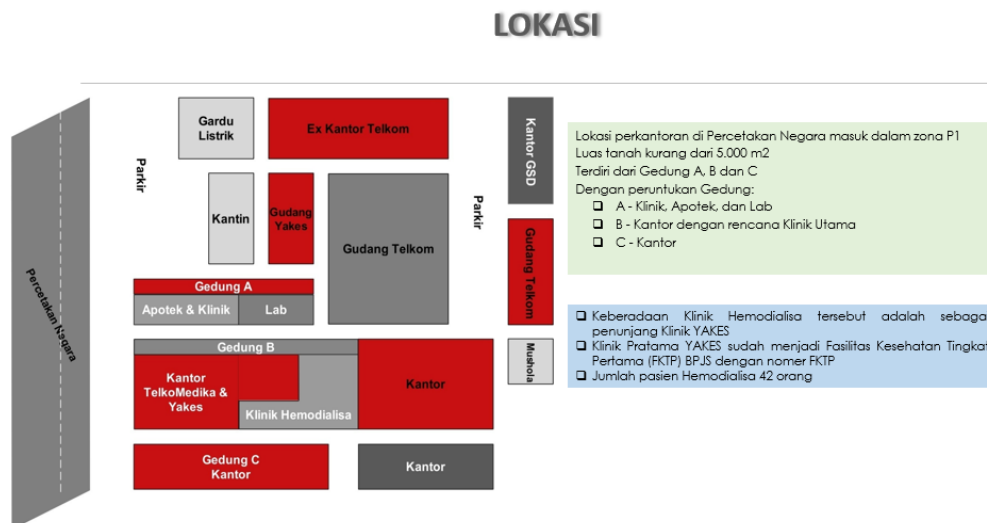 LOKASI
Gardu
Listrik
Ex Kantor Telkom
Kantor GSD
Parkir
Kantin
Gudang
Yakes
Gudang Telkom
Parkir
Gudang Telkom
Percetakan Nsqara
Gedung A
Apotek & Klinik
Lab
Gedung B
Kantor
TelkoMedika &
Yakes
Klinik Hemodialisa
Kantor
Mushola
Gedung C
Kantor
Kantor
Lokasi perkantoran di Percetakan Negara masuk dalam zona P1
Luas tanah kurang dari 5.000 m2
Terdiri dari Gedung A, B dan C
Dengan peruntukan Gedung:
A - Klinik, Apotek, dan Lab
B - Kantor dengan rencana Klinik Utama
C - Kantor
Keberadaan Klinik Hemodialisa tersebut adalah sebaga
penunjang Klinik YAKES
Klinik Pratama YAKES sudah menjadi Fasilitas Kesehatan Tingkat
Pertama (FKTP) BPJS dengan nomer FKTP
Jumlah pasien Hemodialisa 42 orang